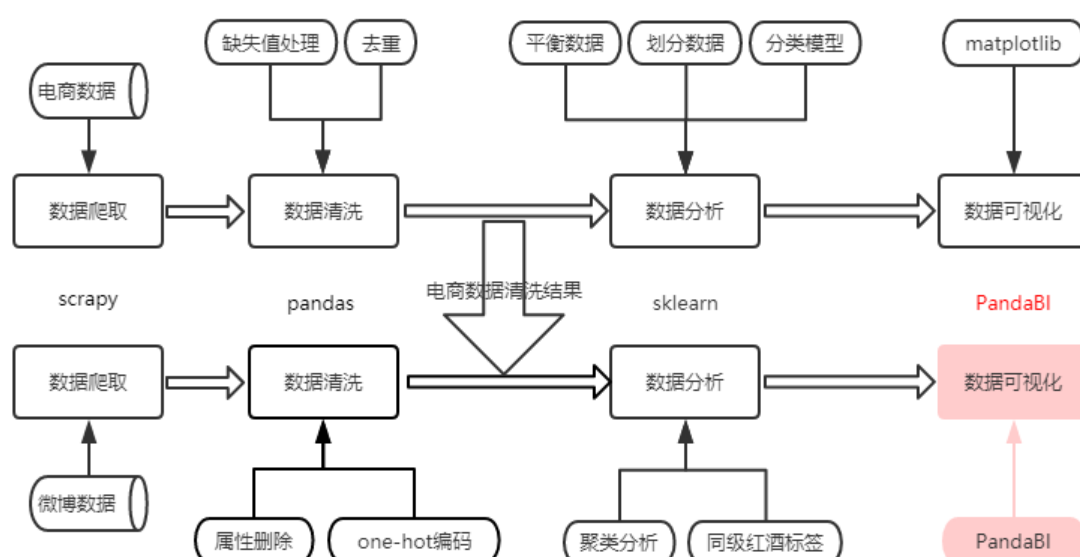 缺失值处理
去重
平衡数据
划分数据
分类模型
matplotlib
电商数据
数据爬取
数据清洗
数据分析
数据可视化
电商数据清洗结果
scrapy
pandas
sklearn
PandaBI
数据爬取
数据清洗
数据分析
数据可视化
微博数据
属性删除
one-hot编码
聚类分析
同级红酒标签
PandaBI